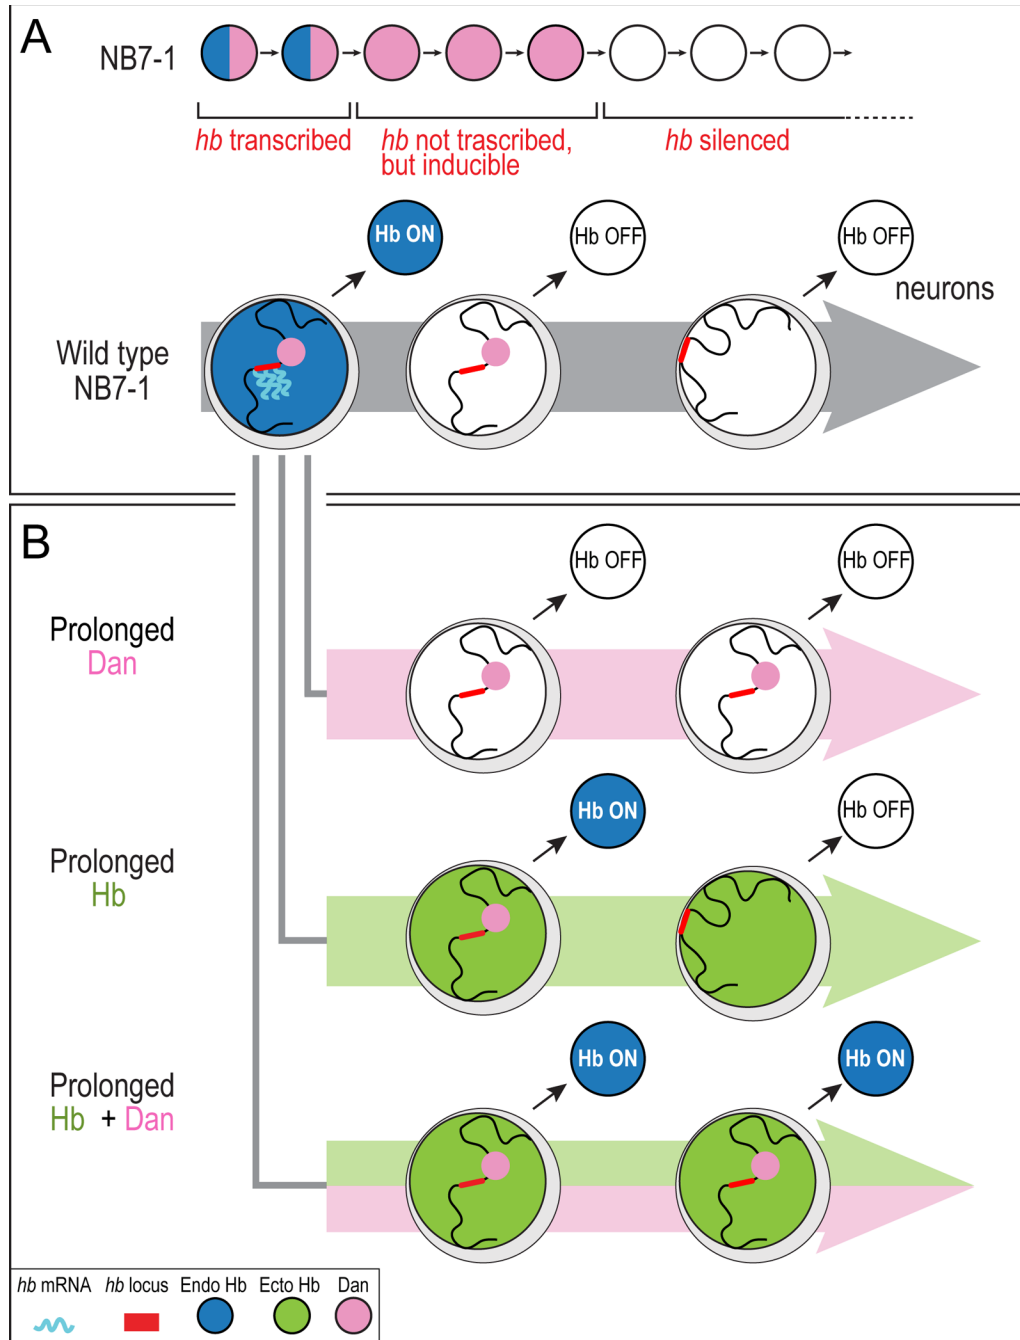 A
NB7-1
hb transcribed
hb not trascribed,
but inducible
hb silenced
Hb ON
Hb OFF
Hb OFF
neurons
Wild type
NB7-1
B
Hb OFF
Hb OFF
Prolonged
Dan
Hb ON
Hb OFF
Prolonged
Hb
Hb ON
Hb ON
Prolonged
Hb + Dan
hb mRNA
hb locus
Endo Hb
Ecto Hb
Dan